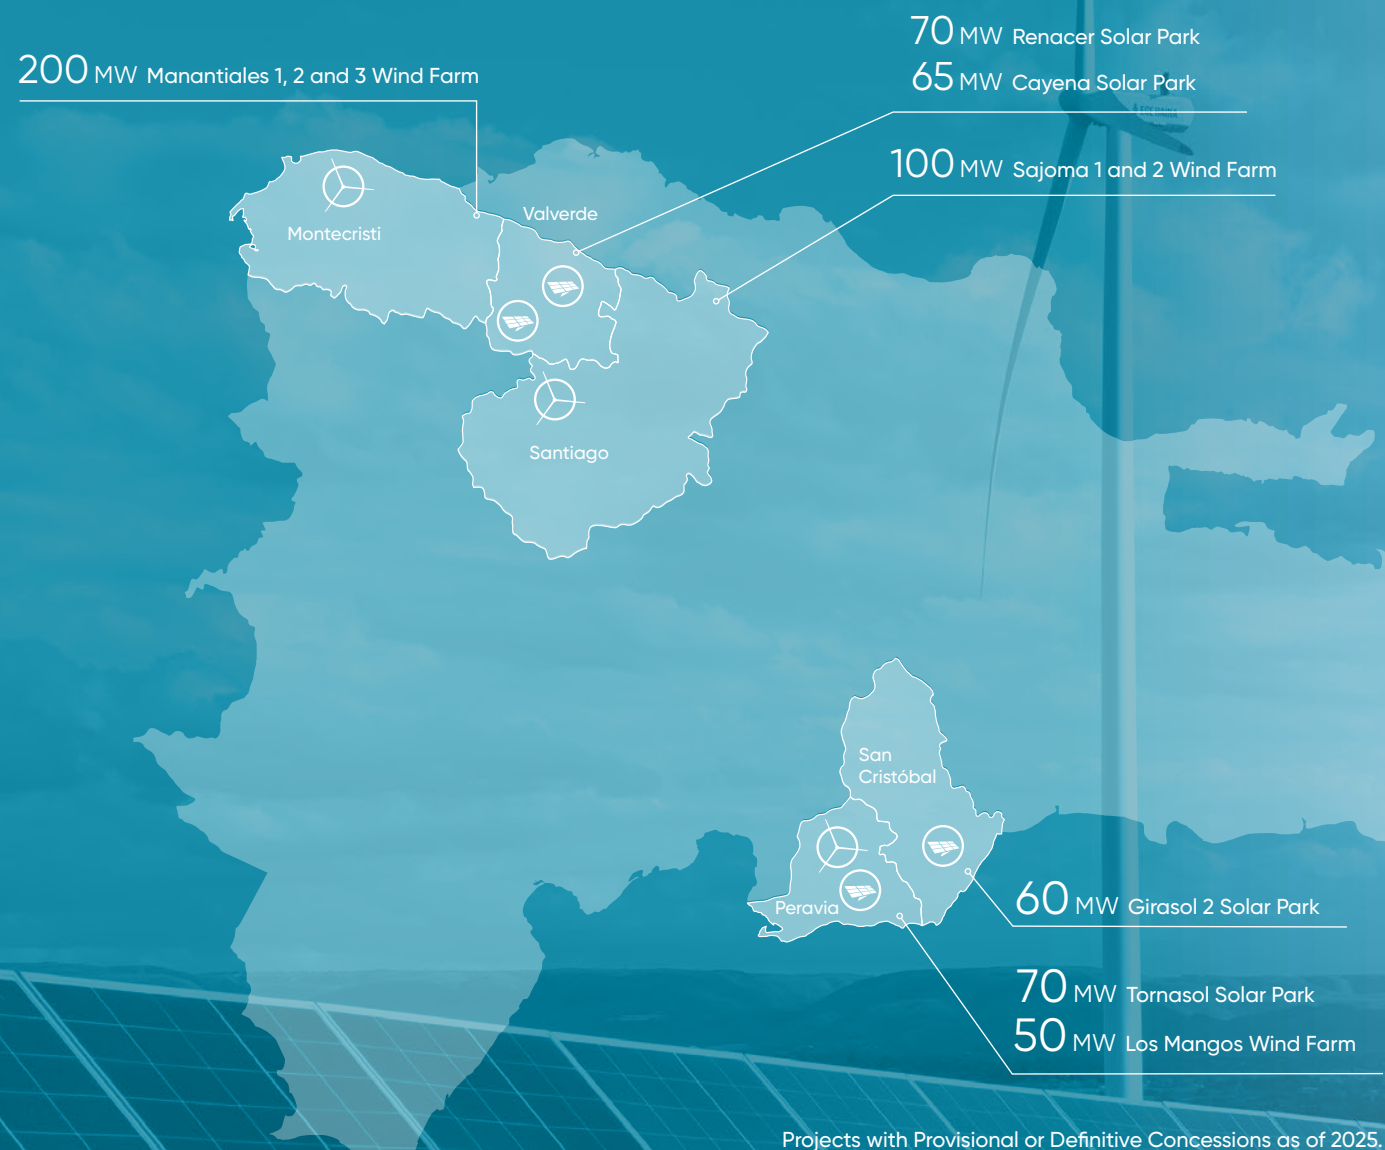 70 MW Renacer Solar Park
200 MW Manantiales 1, 2 and 3 Wind Farm
65 MW Cayena Solar Park
100 MW Sajoma 1 and 2 Wind Farm
Valverde
Montecristi
Santiago
San
Cristóbal
Peravia
60 MW Girasol 2 Solar Park
70 MW Tornasol Solar Park
50 MW Los Mangos Wind Farm
Projects with Provisional or Definitive Concessions as of 2025.